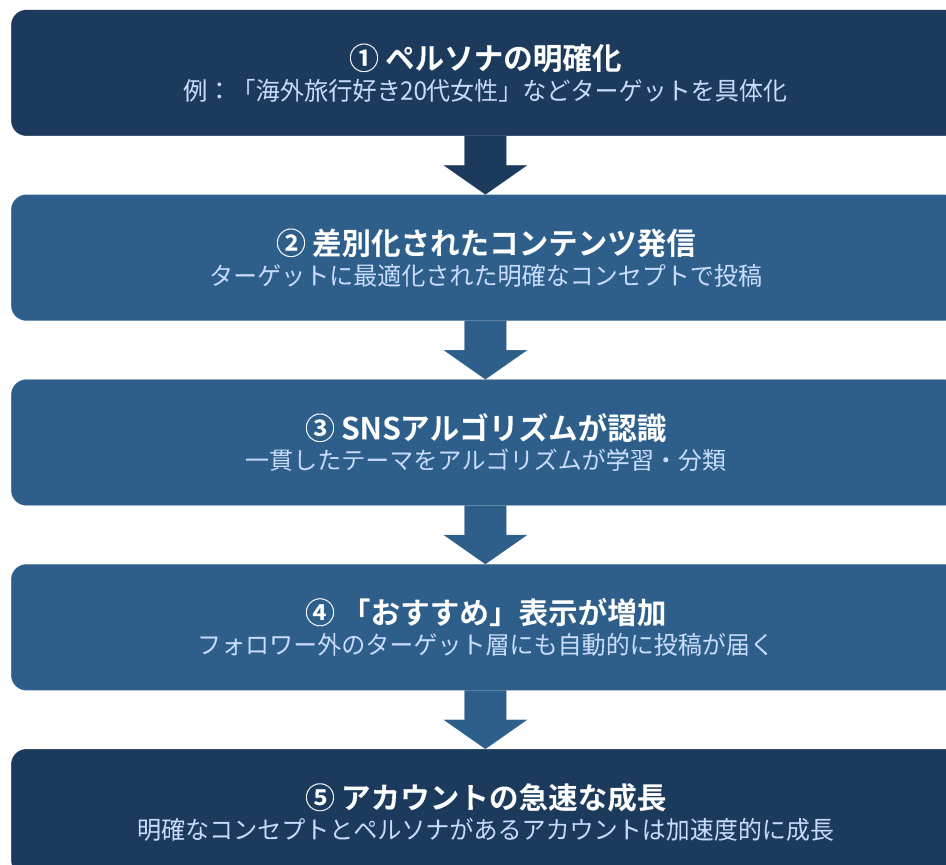 ① ペルソナの明確化
例：「海外旅行好き20代女性」などターゲットを具体化
② 差別化されたコンテンツ発信
ターゲットに最適化された明確なコンセプトで投稿
③ SNSアルゴリズムが認識
一貫したテーマをアルゴリズムが学習・分類
④ 「おすすめ」表示が増加
フォロワー外のターゲット層にも自動的に投稿が届く
⑤ アカウントの急速な成長
明確なコンセプトとペルソナがあるアカウントは加速度的に成長